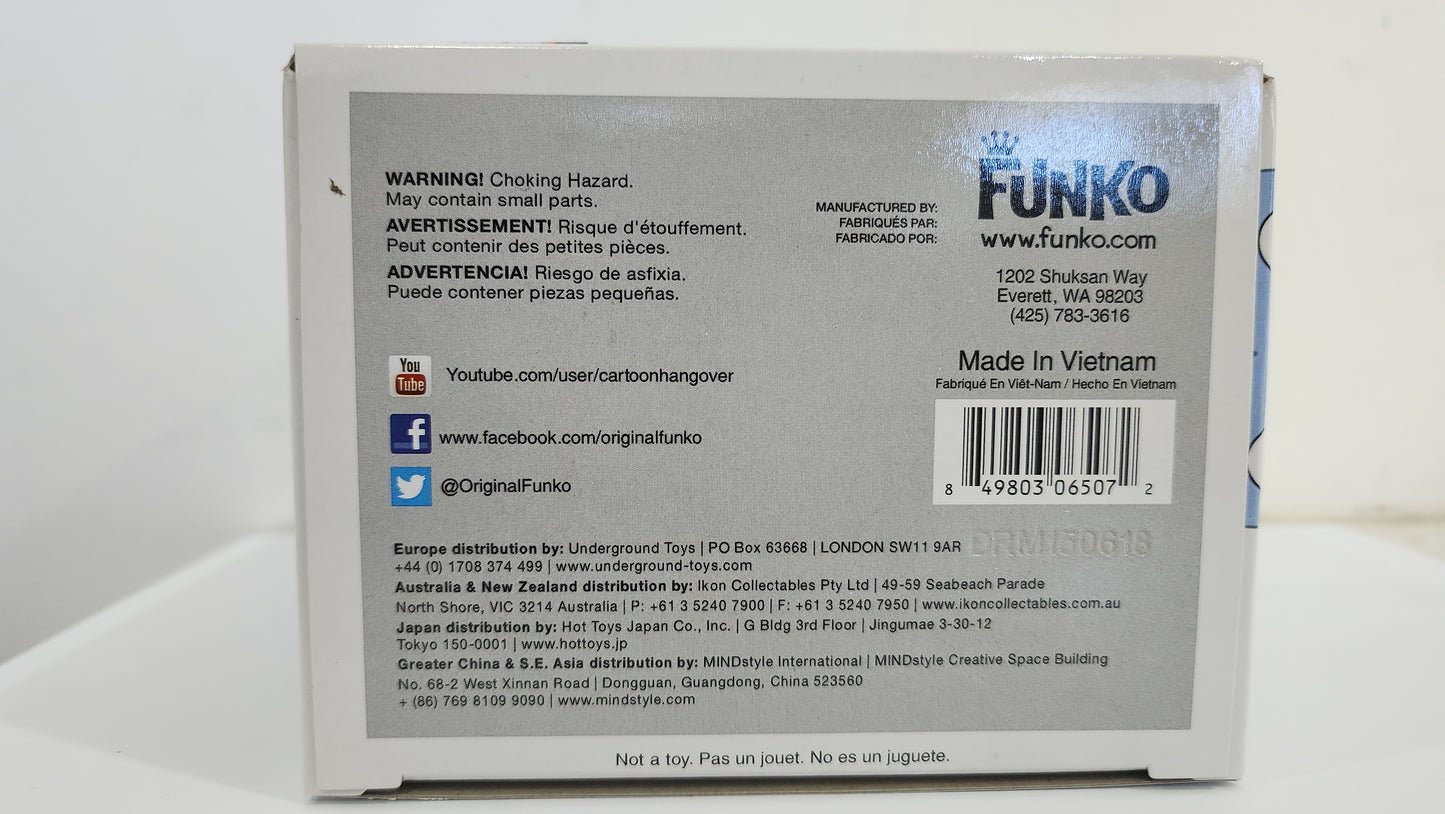 WARNING! Choking Hazard.
May contain small parts.
AVERTISSEMENT! Risque d'étouffement.
Peut contenir des petites pièces.
ADVERTENCIA! Riesgo de asfixia.
Puede contener piezas pequeñas.
MANUFACTURED BY:
FABRIQUÉS PAR:
FABRICADO POR:
FUNKO
www.funko.com
1202 Shuksan Way
Everett, WA 98203
(425) 783-3616
Made In Vietnam
Fabriqué En Viêt-Nam / Hecho En Vietnam
8 49803 06507 2
You
Tube
Youtube.com/user/cartoonhangover
f
www.facebook.com/originalfunko
@OriginalFunko
DRM150618
Europe distribution by: Underground Toys | PO Box 63668 | LONDON SW11 9AR
+44 (0) 1708 374 499 | www.underground-toys.com
Australia & New Zealand distribution by: Ikon Collectables Pty Ltd | 49-59 Seabeach Parade
North Shore, VIC 3214 Australia | P: +61 3 5240 7900 | F: +61 3 5240 7950 | www.ikoncollectables.com.au
Japan distribution by: Hot Toys Japan Co., Inc. | G Bldg 3rd Floor | Jingumae 3-30-12
Tokyo 150-0001 | www.hottoys.jp
Greater China & S.E. Asia distribution by: MINDstyle International | MINDstyle Creative Space Building
No. 68-2 West Xinnan Road | Dongguan, Guangdong, China 523560
+ (86) 769 8109 9090 | www.mindstyle.com
Not a toy. Pas un jouet. No es un juguete.